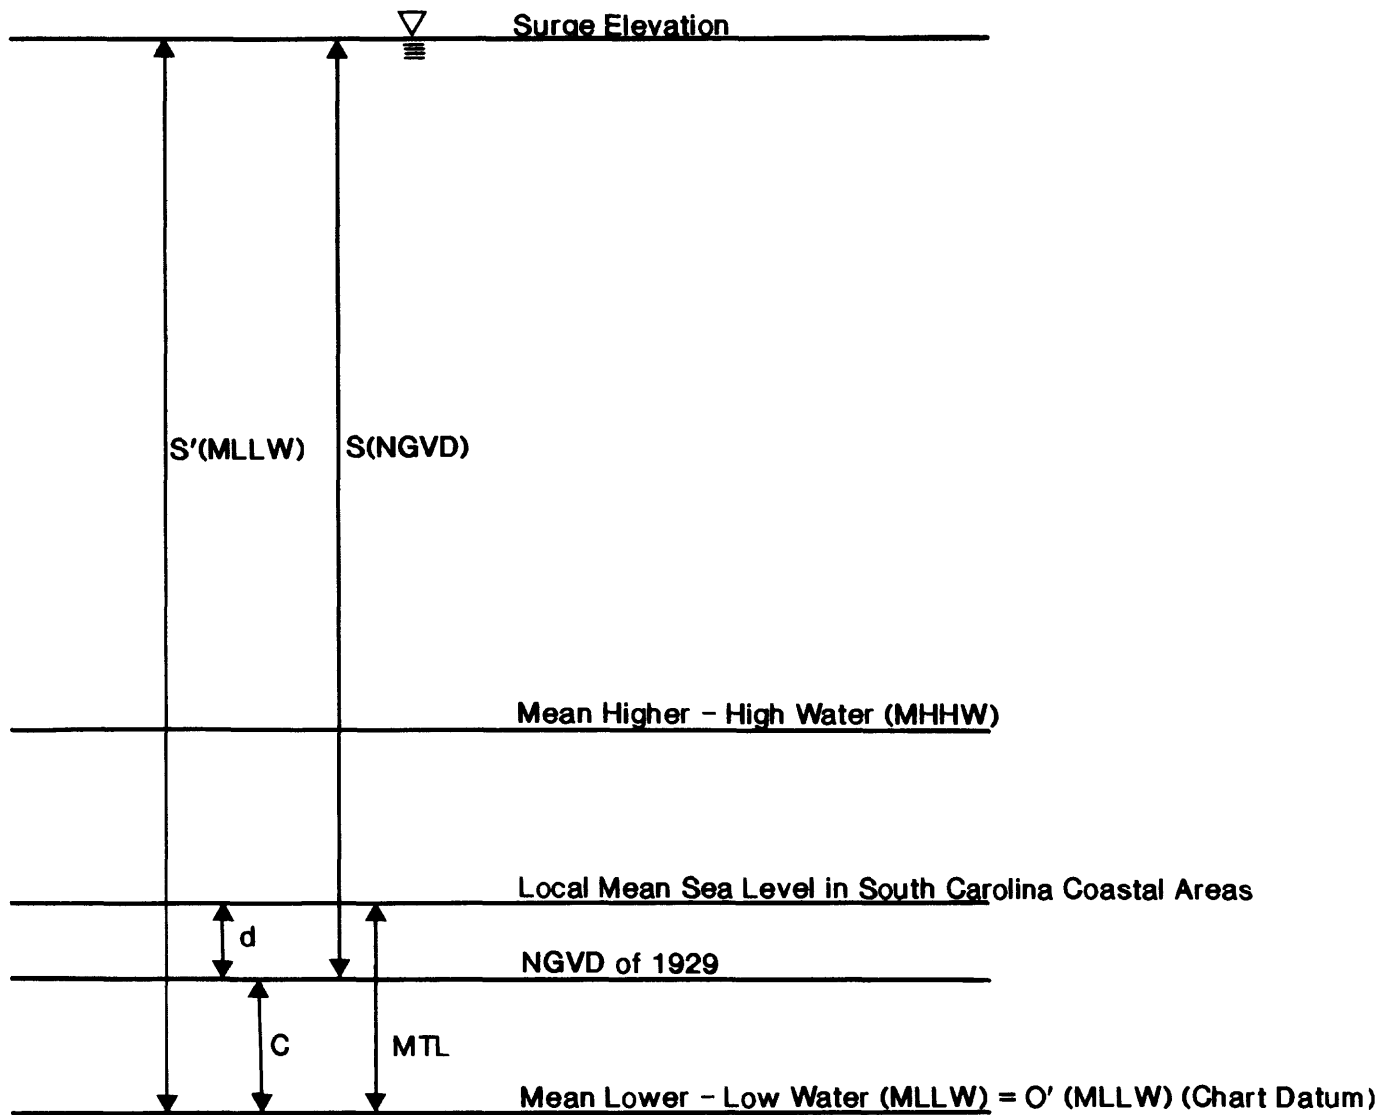 Surge Elevation
S'(MLLW)
S(NGVD)
Mean Higher - High Water (MHHW)
Local Mean Sea Level in South Carolina Coastal Areas
d
NGVD of 1929
C
MTL
Mean Lower - Low Water (MLLW) = O' (MLLW) (Chart Datum)